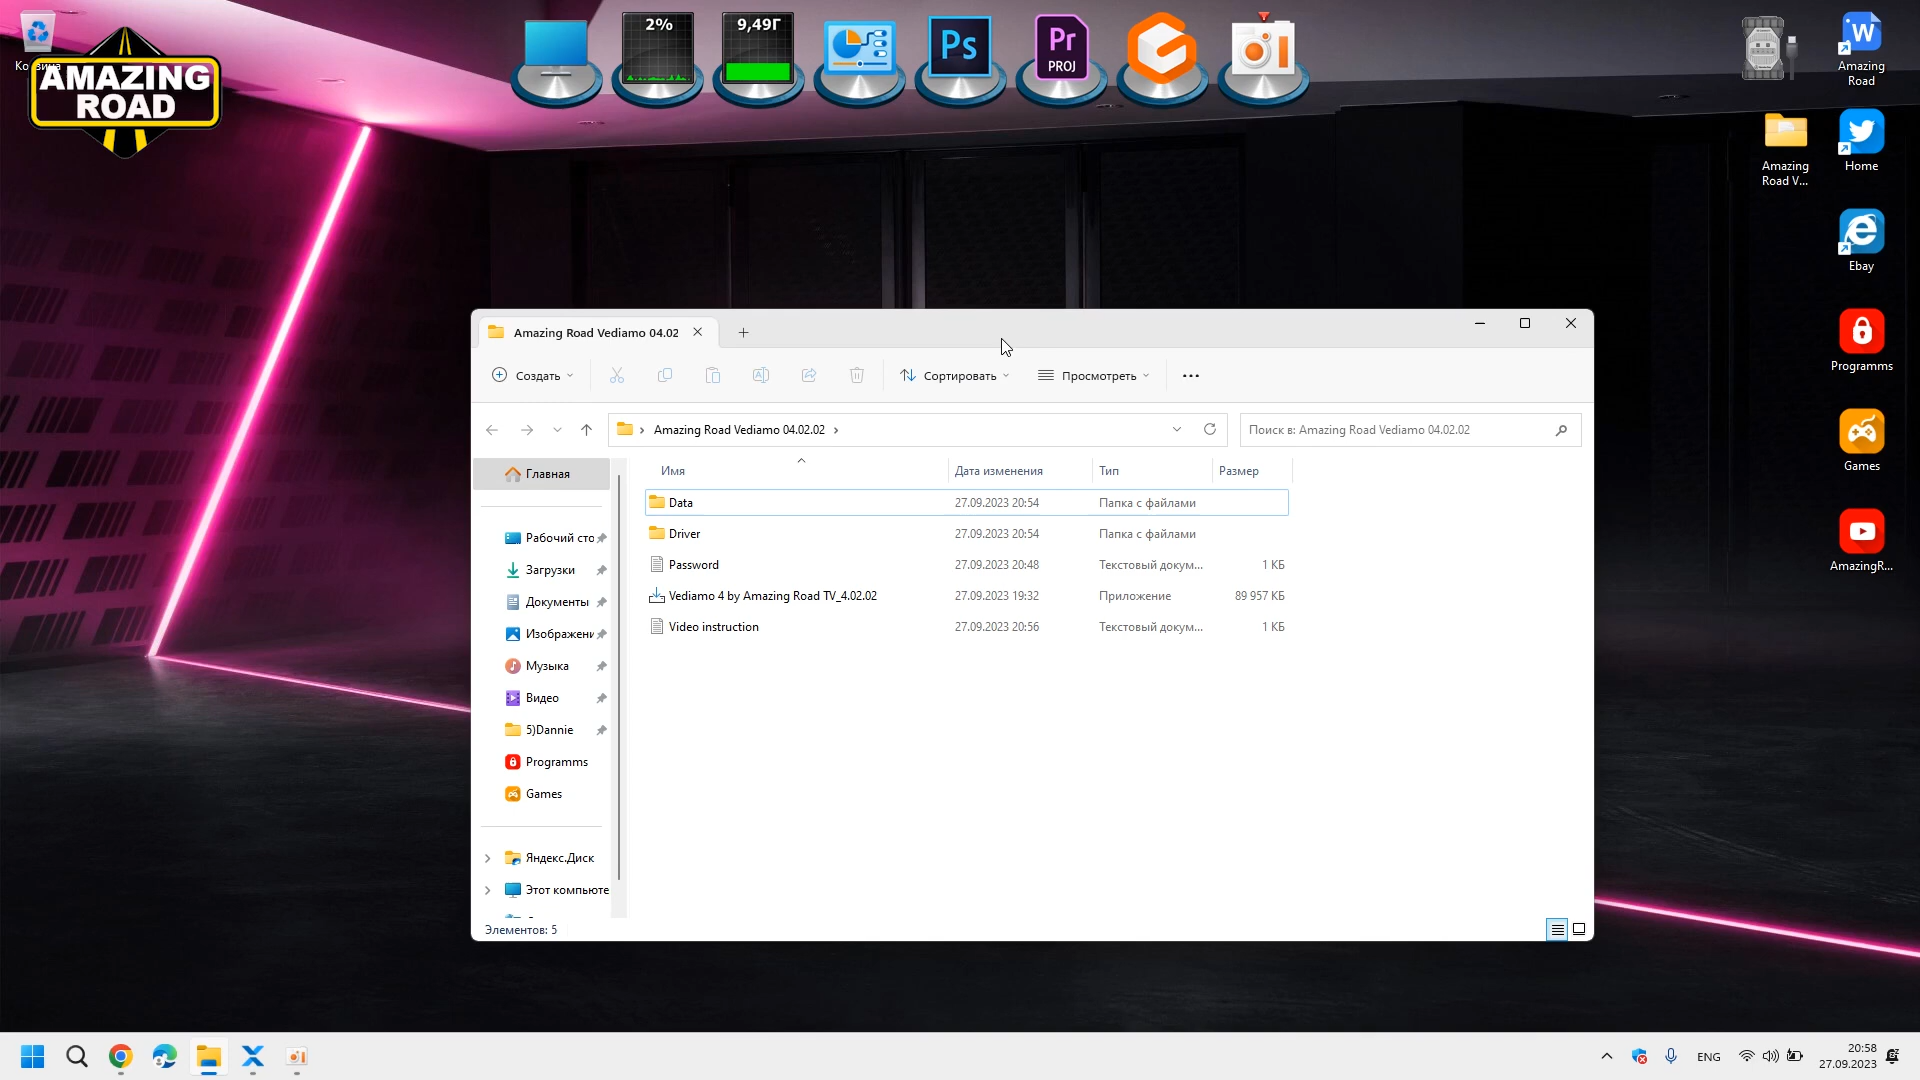 AMAZING
ROAD
2%
9,49Г
Ps
Pr
PROJ
Amazing
Road
Amazing
Road V...
Home
Ebay
Programms
Games
AmazingR...
Amazing Road Vediamo 04.02
Создать
Сортировать
Просмотреть
Amazing Road Vediamo 04.02.02
Поиск в: Amazing Road Vediamo 04.02.02
Имя
Дата изменения
Тип
Размер
Data
27.09.2023 20:54
Папка с файлами
Driver
27.09.2023 20:54
Папка с файлами
Password
27.09.2023 20:48
Текстовый докум...
1 КБ
Vediamo 4 by Amazing Road TV_4.02.02
27.09.2023 19:32
Приложение
89 957 КБ
Video instruction
27.09.2023 20:56
Текстовый докум...
1 КБ
Главная
Рабочий сто
Загрузки
Документы
Изображени
Музыка
Видео
5)Dannie
Programms
Games
Яндекс.Диск
Этот компьюте
Элементов: 5
ENG
20:58
27.09.2023